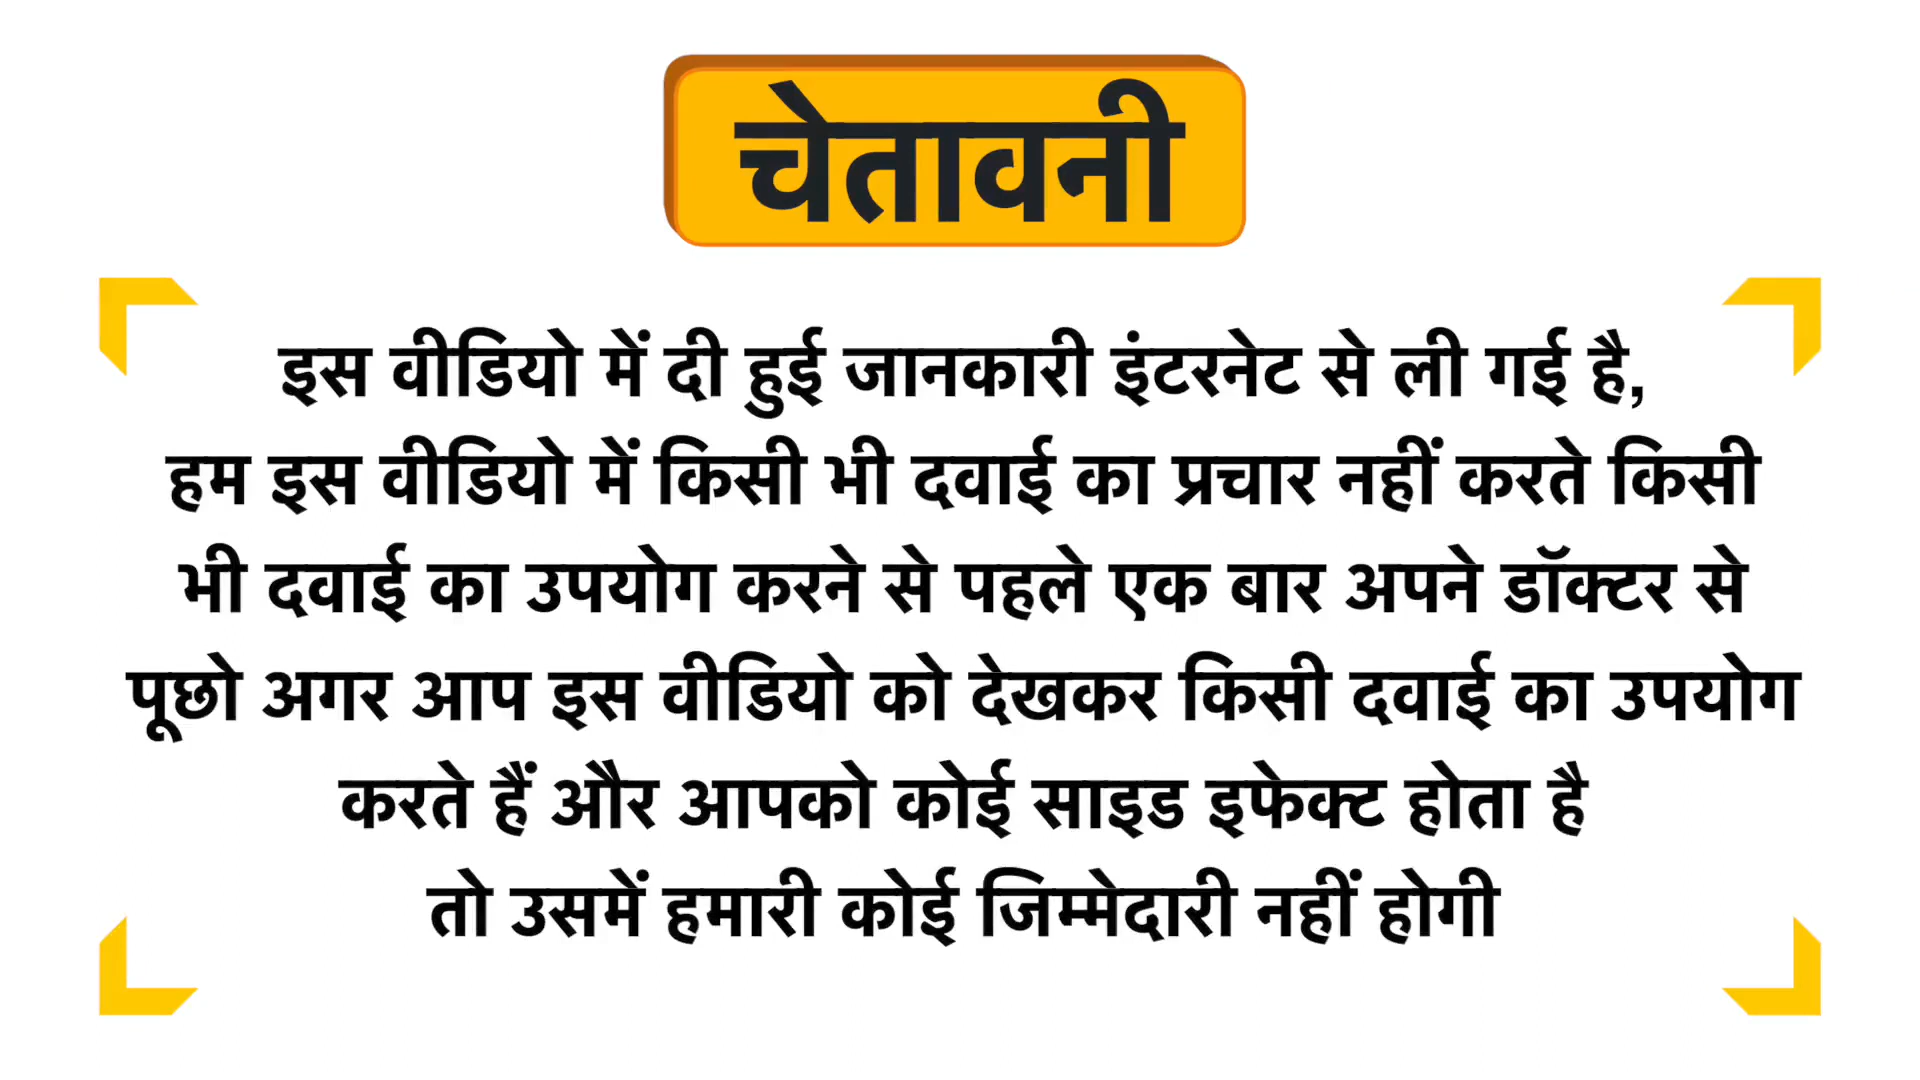 चेतावनी
इस वीडियो में दी हुई जानकारी इंटरनेट से ली गई है,
हम इस वीडियो में किसी भी दवाई का प्रचार नहीं करते किसी
भी दवाई का उपयोग करने से पहले एक बार अपने डॉक्टर से
पूछो अगर आप इस वीडियो को देखकर किसी दवाई का उपयोग
करते हैं और आपको कोई साइड इफेक्ट होता है
तो उसमें हमारी कोई जिम्मेदारी नहीं होगी